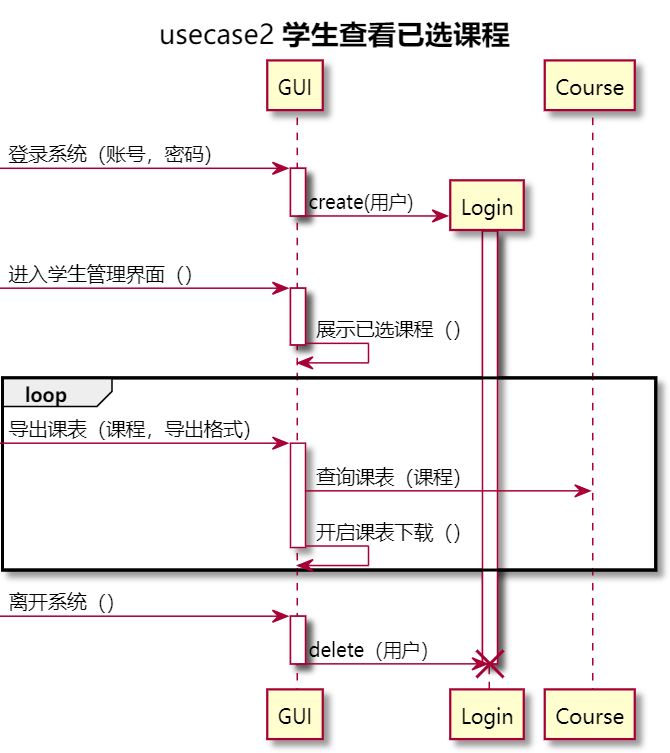 usecase2 学生查看已选课程
GUI
Course
登录系统（账号，密码）
create(用户)
Login
进入学生管理界面（）
展示已选课程（）
loop
导出课表（课程，导出格式）
查询课表（课程）
开启课表下载（）
离开系统（）
delete（用户）
GUI
Login
Course